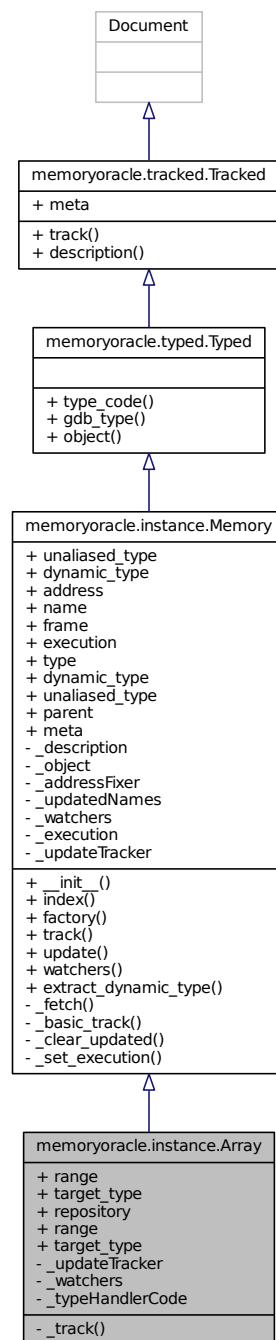 Document
memoryoracle.tracked.Tracked
+ meta
+ track()
+ description()
memoryoracle.typed.Typed
+ type_code()
+ gdb_type()
+ object()
memoryoracle.instance.Memory
+ unaliased_type
+ dynamic_type
+ address
+ name
+ frame
+ execution
+ type
+ dynamic_type
+ unaliased_type
+ parent
+ meta
- _description
- _object
- _addressFixer
- _updatedNames
- _watchers
- _execution
- _updateTracker
+ __init__()
+ index()
+ factory()
+ track()
+ update()
+ watchers()
+ extract_dynamic_type()
- _fetch()
- _basic_track()
- _clear_updated()
- _set_execution()
memoryoracle.instance.Array
+ range
+ target_type
+ repository
+ range
+ target_type
- _updateTracker
- _watchers
- _typeHandlerCode
- _track()